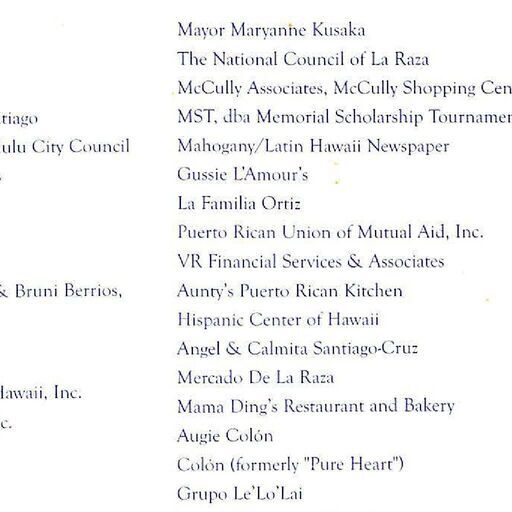 Mayor Maryanne Kusaka
The National Council of La Raza
McCully Associates, McCully Shopping Cen
tiago MST, dba Memorial Scholarship Tournamen
ulu City Council Mahogany/Latin Hawaii Newspaper
Gussie L'Amour's
La Familia Ortiz
Puerto Rican Union of Mutual Aid, Inc.
VR Financial Services & Associates
& Bruni Berrios, Aunty's Puerto Rican Kitchen
Hispanic Center of Hawaii
Angel & Calmita Santiago-Cruz
Mercado De La Raza
Hawaii, Inc. Mama Ding's Restaurant and Bakery
c. Augie Colón
Colón (formerly "Pure Heart")
Grupo Le'Lo'Lai